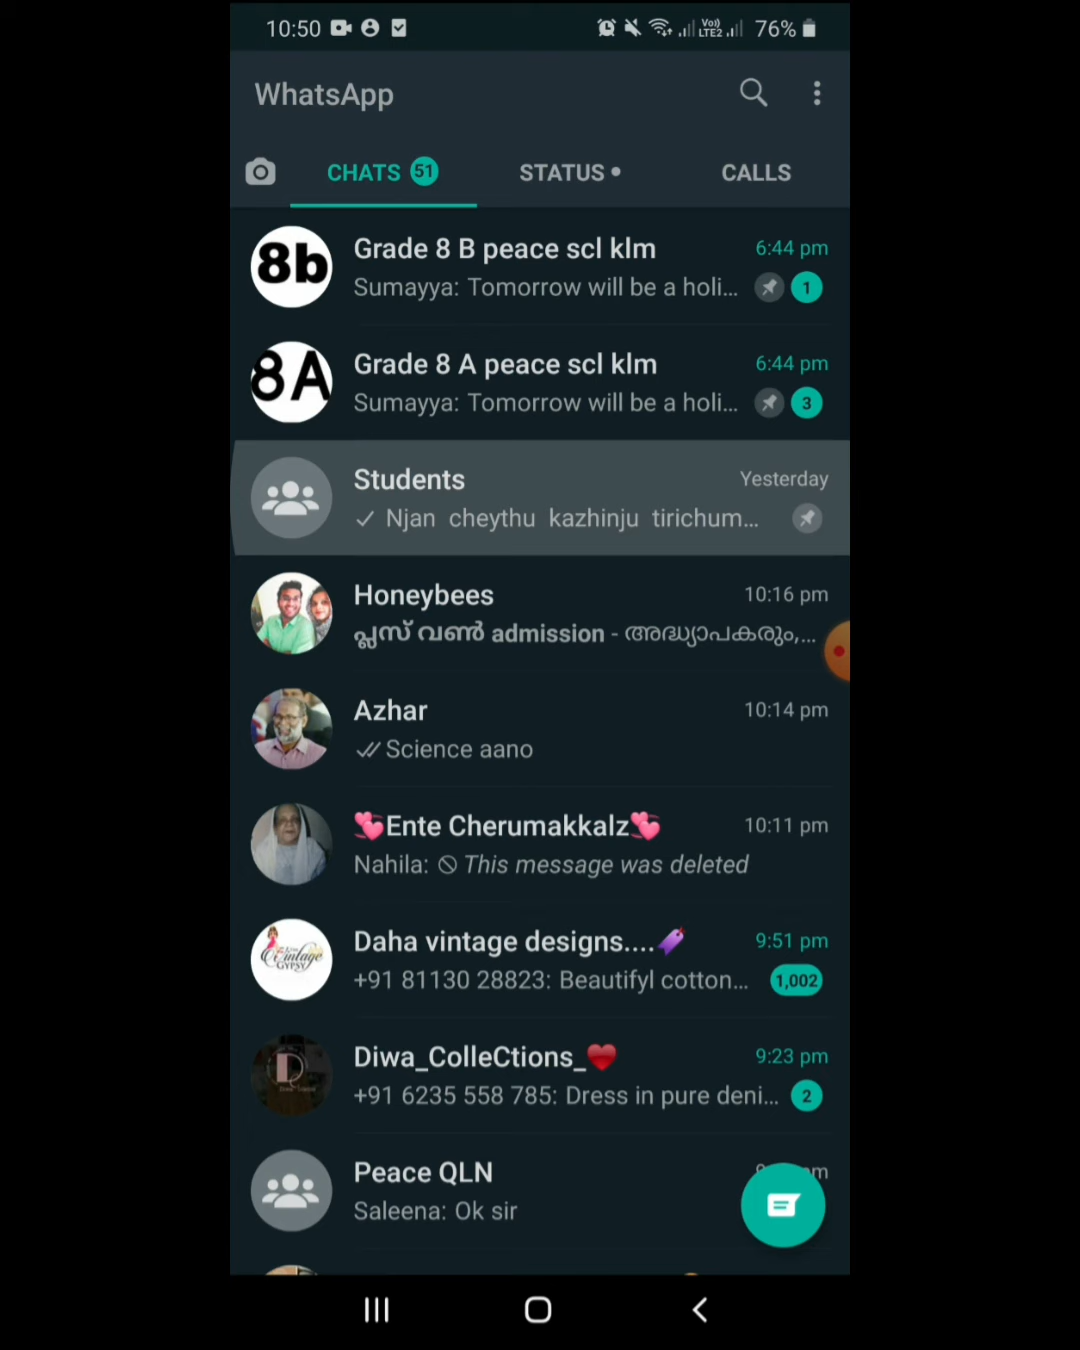 10:50 Vo)) LTE2 76%
WhatsApp
CHATS 51 STATUS CALLS
8b Grade 8 B peace scl klm 6:44 pm
Sumayya: Tomorrow will be a holi... 1
8A Grade 8 A peace scl klm 6:44 pm
Sumayya: Tomorrow will be a holi... 3
Students Yesterday
Njan cheythu kazhinju tirichum...
Honeybees 10:16 pm
പ്ലസ് വൺ admission - അദ്ധ്യാപകരും,...
Azhar 10:14 pm
Science aano
💞Ente Cherumakkalz💞 10:11 pm
Nahila: This message was deleted
Daha vintage designs.... 9:51 pm
+91 81130 28823: Beautifyl cotton... 1,002
Diwa_ColleCtions_❤ 9:23 pm
+91 6235 558 785: Dress in pure deni... 2
Peace QLN
Saleena: Ok sir